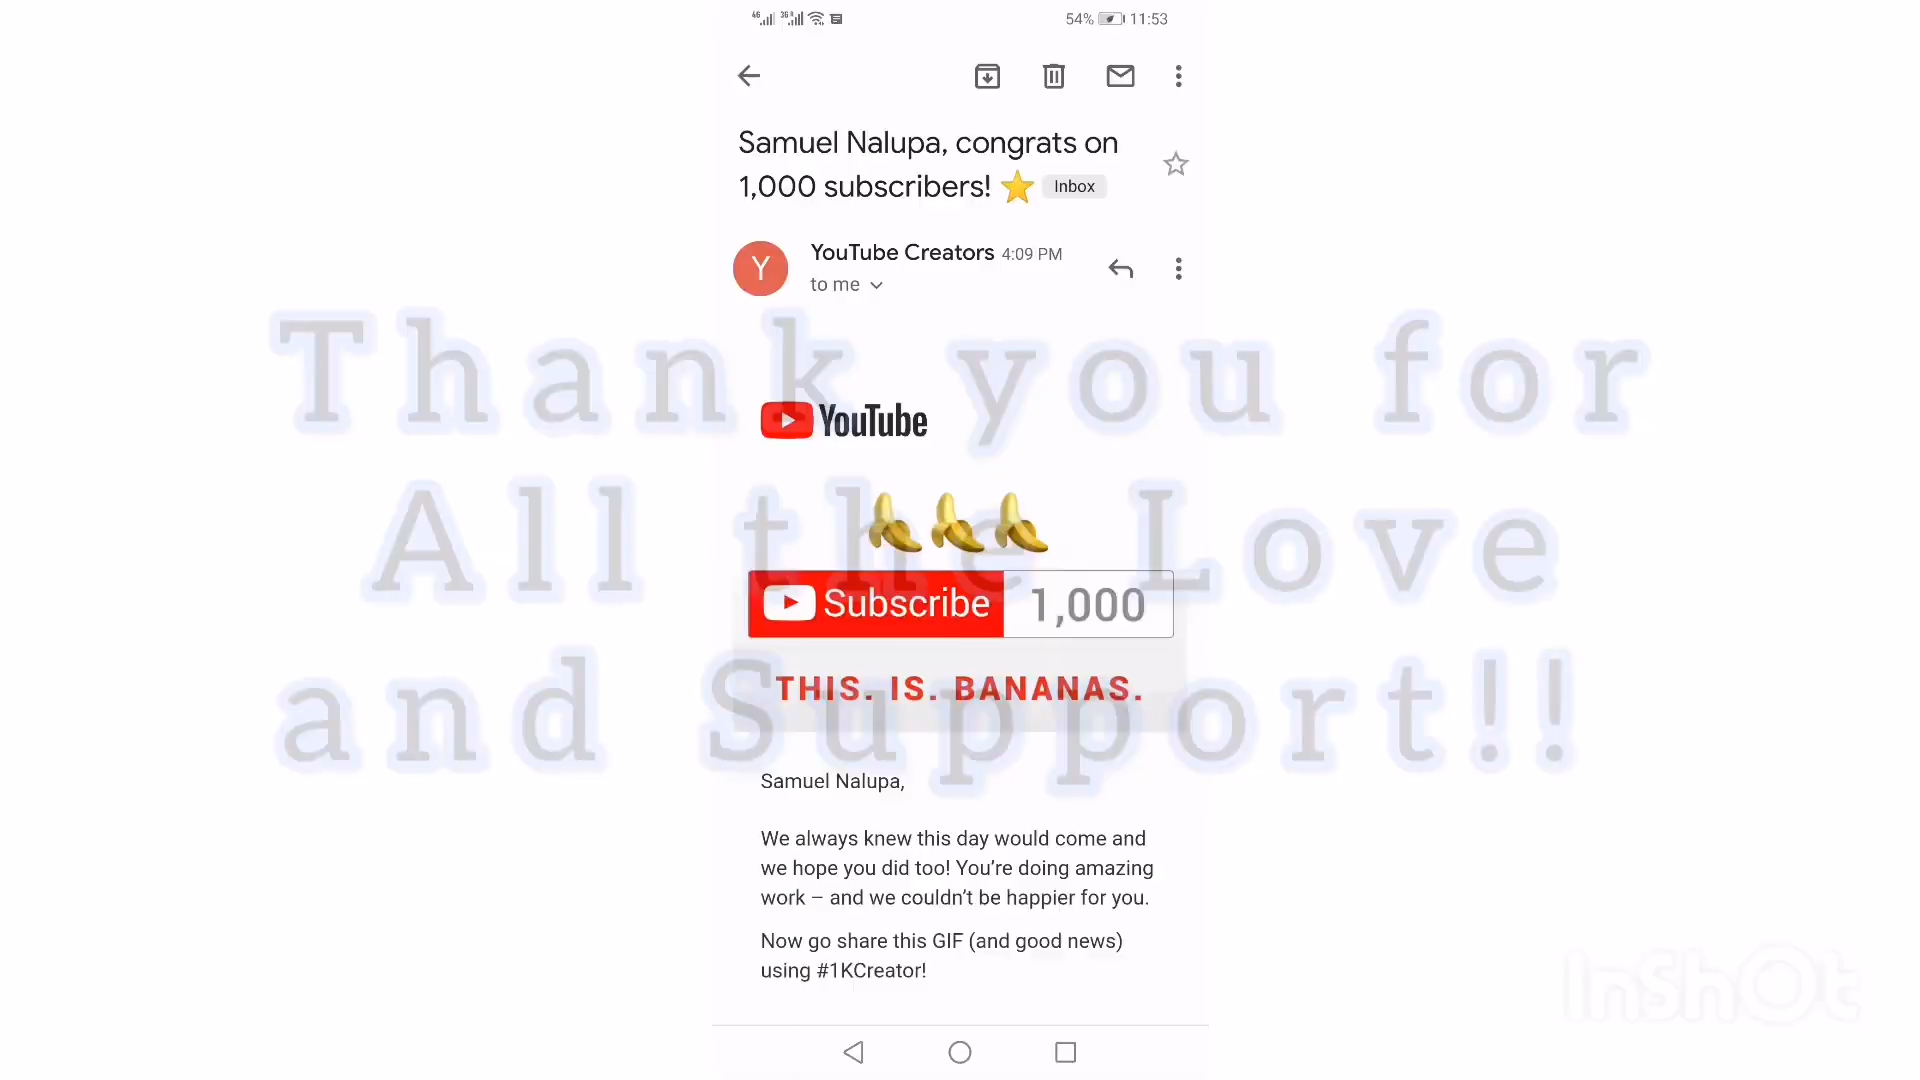 4G 3G 54% 11:53
Samuel Nalupa, congrats on
1,000 subscribers! ⭐ Inbox
Y YouTube Creators 4:09 PM
to me
Thank you for
YouTube
All the Love
🍌🍌🍌
Subscribe 1,000
THIS. IS. BANANAS.
and Support!!
Samuel Nalupa,
We always knew this day would come and
we hope you did too! You’re doing amazing
work – and we couldn’t be happier for you.
Now go share this GIF (and good news)
using #1KCreator!
InShOt